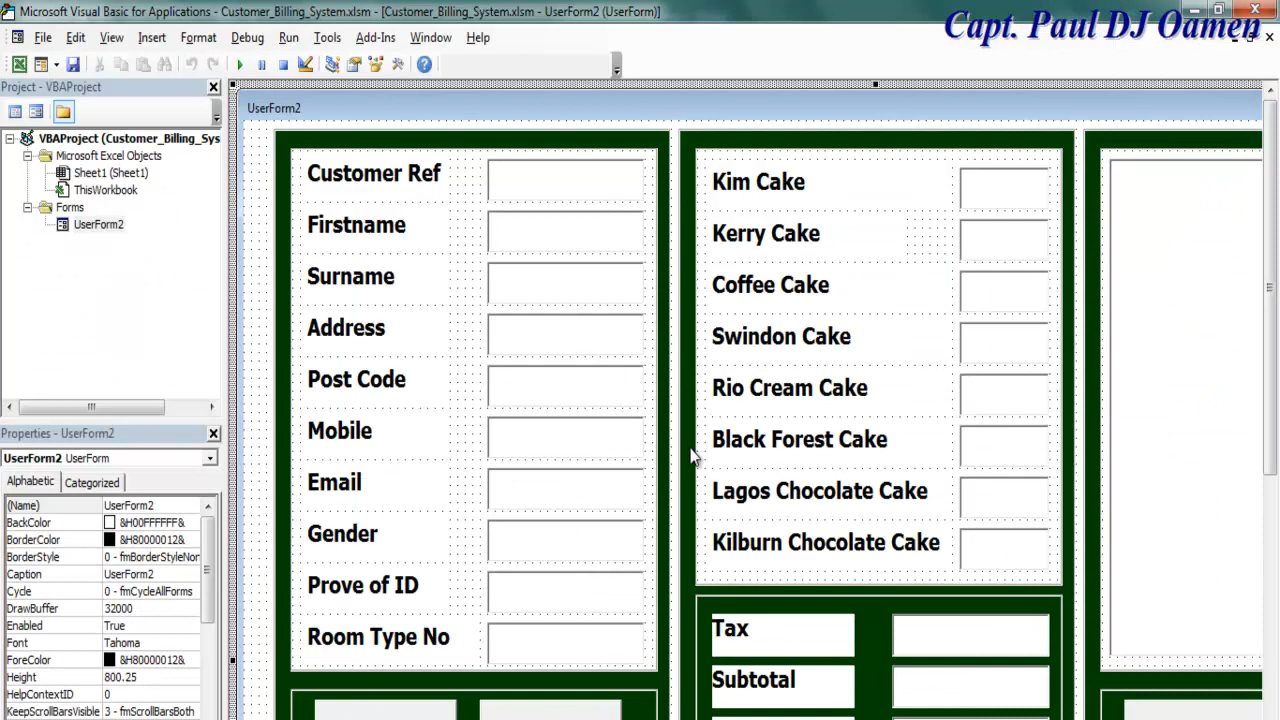 Microsoft Visual Basic for Applications - Customer_Billing_System.xlsm - [Customer_Billing_System.xlsm - UserForm2 (UserForm)]
Capt. Paul DJ Oamen
File Edit View Insert Format Debug Run Tools Add-Ins Window Help
Project - VBAProject
VBAProject (Customer_Billing_Sys
Microsoft Excel Objects
Sheet1 (Sheet1)
ThisWorkbook
Forms
UserForm2
Properties - UserForm2
UserForm2 UserForm
Alphabetic Categorized
(Name) UserForm2
BackColor &H00FFFFFF&
BorderColor &H80000012&
BorderStyle 0 - fmBorderStyleNon
Caption UserForm2
Cycle 0 - fmCycleAllForms
DrawBuffer 32000
Enabled True
Font Tahoma
ForeColor &H80000012&
Height 800.25
HelpContextID 0
KeepScrollBarsVisible 3 - fmScrollBarsBoth
UserForm2
Customer Ref
Firstname
Surname
Address
Post Code
Mobile
Email
Gender
Prove of ID
Room Type No
Kim Cake
Kerry Cake
Coffee Cake
Swindon Cake
Rio Cream Cake
Black Forest Cake
Lagos Chocolate Cake
Kilburn Chocolate Cake
Tax
Subtotal